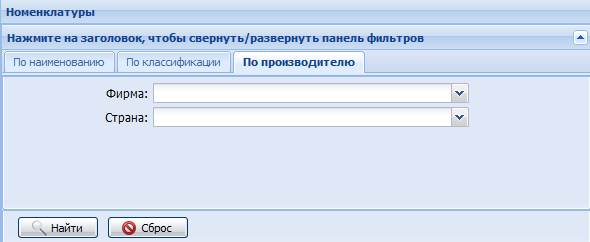 Номенклатуры
Нажмите на заголовок, чтобы свернуть/развернуть панель фильтров
По наименованию По классификации По производителю
Фирма:
Страна:
Найти Сброс